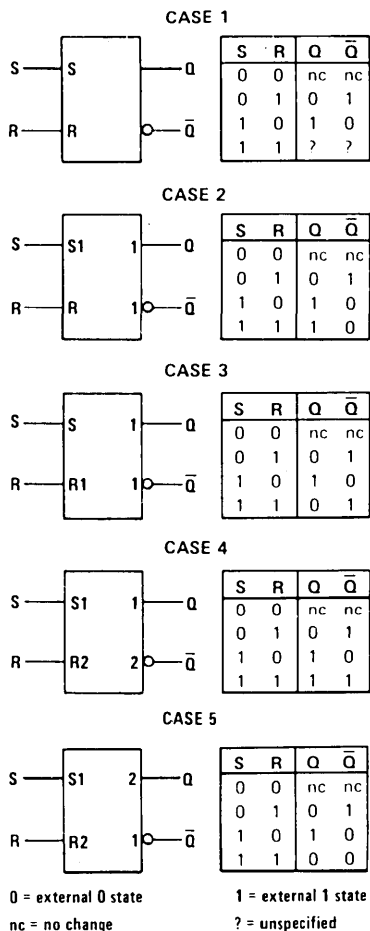 CASE 1
S S Q
R R Q̅
S R Q Q̅
0 0 nc nc
0 1 0 1
1 0 1 0
1 1 ? ?
CASE 2
S S1 1 Q
R R 1 Q̅
S R Q Q̅
0 0 nc nc
0 1 0 1
1 0 1 0
1 1 1 0
CASE 3
S S 1 Q
R R1 1 Q̅
S R Q Q̅
0 0 nc nc
0 1 0 1
1 0 1 0
1 1 0 1
CASE 4
S S1 1 Q
R R2 2 Q̅
S R Q Q̅
0 0 nc nc
0 1 0 1
1 0 1 0
1 1 1 1
CASE 5
S S1 2 Q
R R2 1 Q̅
S R Q Q̅
0 0 nc nc
0 1 0 1
1 0 1 0
1 1 0 0
0 = external 0 state 1 = external 1 state
nc = no change ? = unspecified